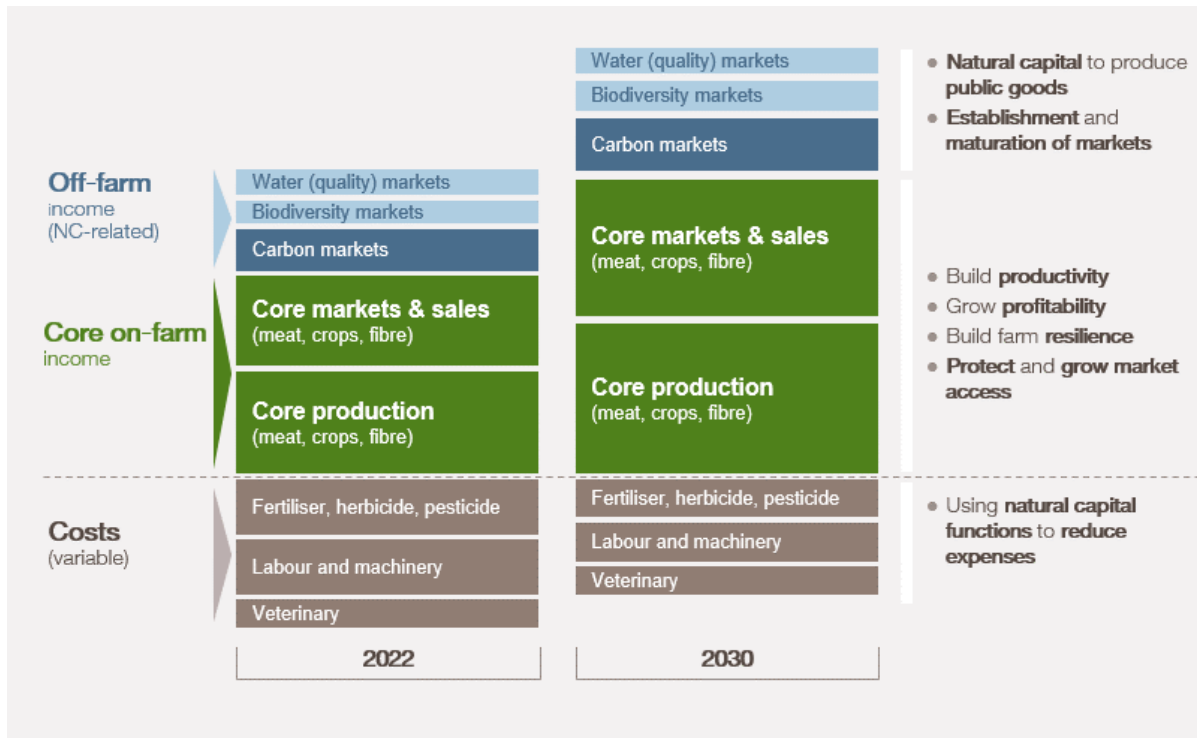 Off-farm
income
(NC-related)
Core on-farm
income
Costs
(variable)
Water (quality) markets
Biodiversity markets
Carbon markets
Core markets & sales
(meat, crops, fibre)
Core production
(meat, crops, fibre)
Fertiliser, herbicide, pesticide
Labour and machinery
Veterinary
2022
Water (quality) markets
Biodiversity markets
Carbon markets
Core markets & sales
(meat, crops, fibre)
Core production
(meat, crops, fibre)
Fertiliser, herbicide, pesticide
Labour and machinery
Veterinary
2030
● Natural capital to produce
public goods
● Establishment and
maturation of markets
● Build productivity
● Grow profitability
● Build farm resilience
● Protect and grow market
access
● Using natural capital
functions to reduce
expenses